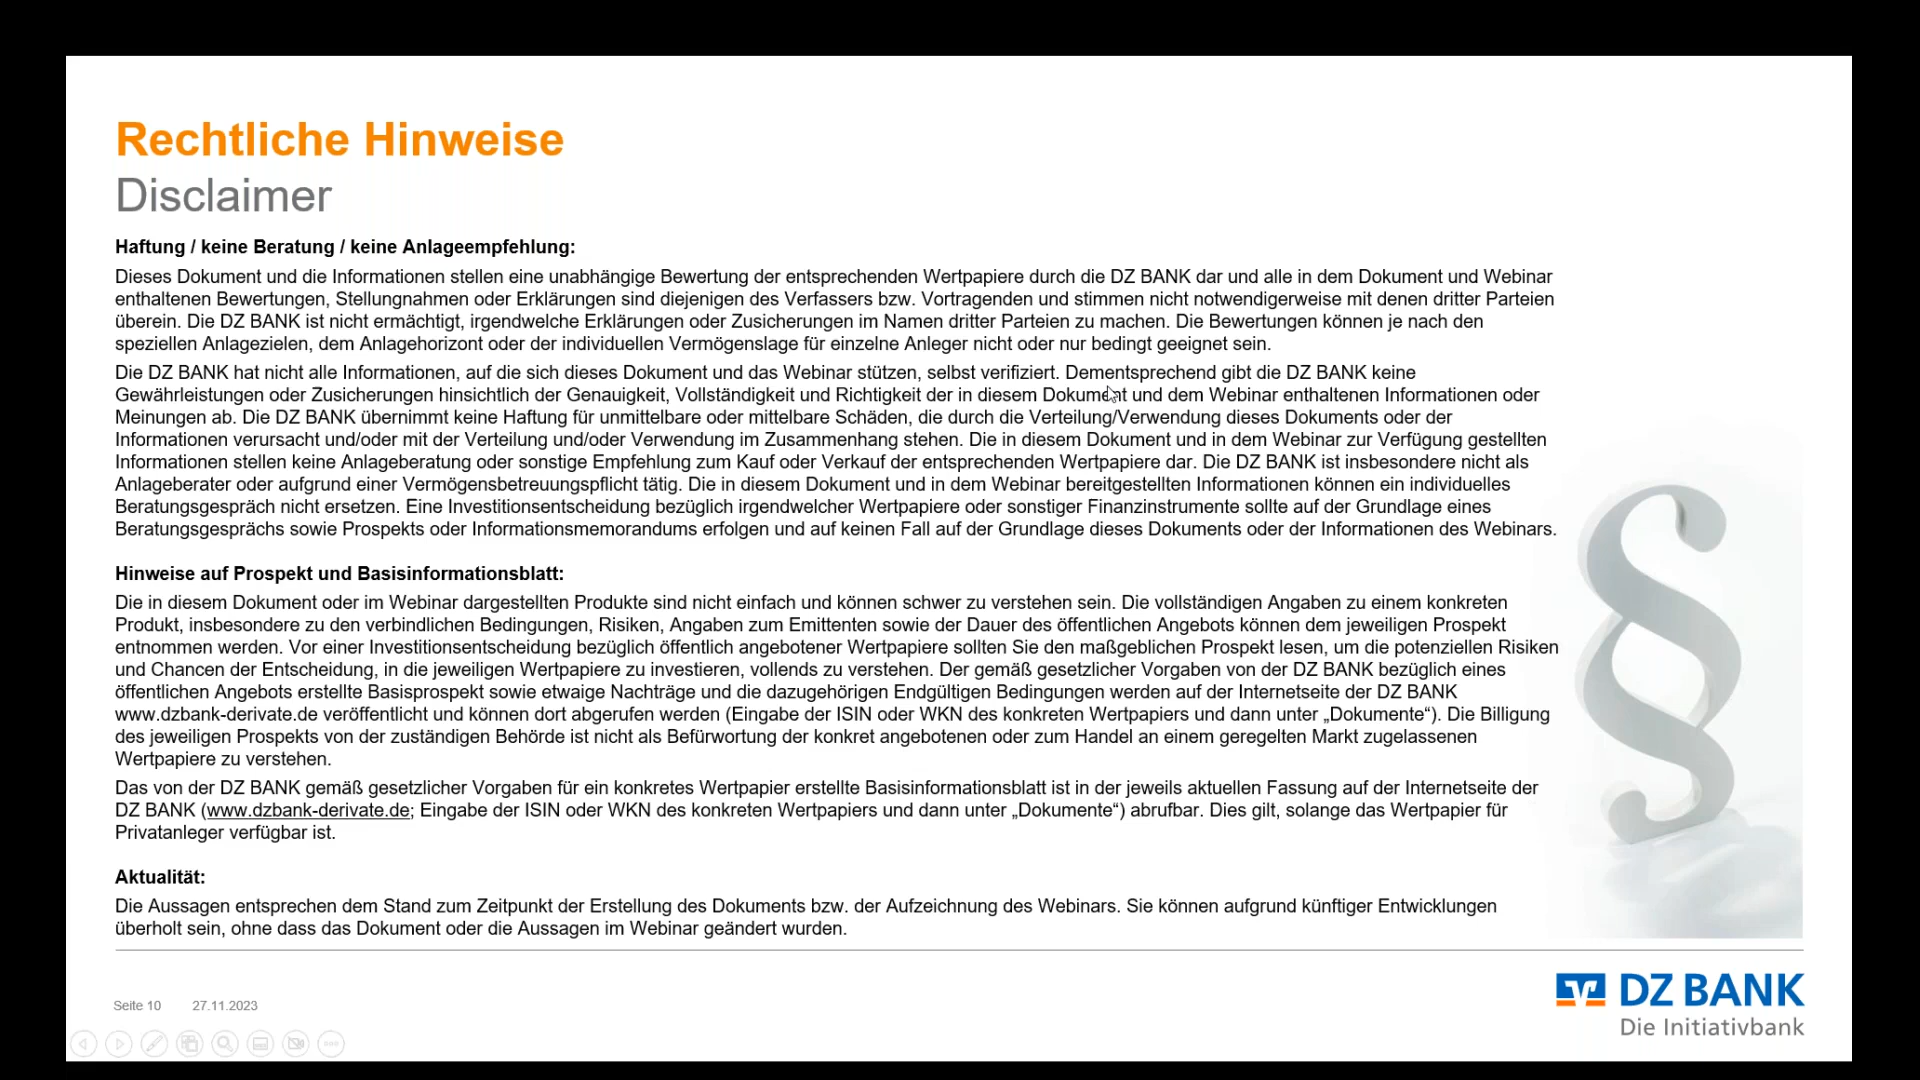 Rechtliche Hinweise
Disclaimer
Haftung / keine Beratung / keine Anlageempfehlung:
Dieses Dokument und die Informationen stellen eine unabhängige Bewertung der entsprechenden Wertpapiere durch die DZ BANK dar und alle in dem Dokument und Webinar
enthaltenen Bewertungen, Stellungnahmen oder Erklärungen sind diejenigen des Verfassers bzw. Vortragenden und stimmen nicht notwendigerweise mit denen dritter Parteien
überein. Die DZ BANK ist nicht ermächtigt, irgendwelche Erklärungen oder Zusicherungen im Namen dritter Parteien zu machen. Die Bewertungen können je nach den
speziellen Anlagezielen, dem Anlagehorizont oder der individuellen Vermögenslage für einzelne Anleger nicht oder nur bedingt geeignet sein.
Die DZ BANK hat nicht alle Informationen, auf die sich dieses Dokument und das Webinar stützen, selbst verifiziert. Dementsprechend gibt die DZ BANK keine
Gewährleistungen oder Zusicherungen hinsichtlich der Genauigkeit, Vollständigkeit und Richtigkeit der in diesem Dokument und dem Webinar enthaltenen Informationen oder
Meinungen ab. Die DZ BANK übernimmt keine Haftung für unmittelbare oder mittelbare Schäden, die durch die Verteilung/Verwendung dieses Dokuments oder der
Informationen verursacht und/oder mit der Verteilung und/oder Verwendung im Zusammenhang stehen. Die in diesem Dokument und in dem Webinar zur Verfügung gestellten
Informationen stellen keine Anlageberatung oder sonstige Empfehlung zum Kauf oder Verkauf der entsprechenden Wertpapiere dar. Die DZ BANK ist insbesondere nicht als
Anlageberater oder aufgrund einer Vermögensbetreuungspflicht tätig. Die in diesem Dokument und in dem Webinar bereitgestellten Informationen können ein individuelles
Beratungsgespräch nicht ersetzen. Eine Investitionsentscheidung bezüglich irgendwelcher Wertpapiere oder sonstiger Finanzinstrumente sollte auf der Grundlage eines
Beratungsgesprächs sowie Prospekts oder Informationsmemorandums erfolgen und auf keinen Fall auf der Grundlage dieses Dokuments oder der Informationen des Webinars.
Hinweise auf Prospekt und Basisinformationsblatt:
Die in diesem Dokument oder im Webinar dargestellten Produkte sind nicht einfach und können schwer zu verstehen sein. Die vollständigen Angaben zu einem konkreten
Produkt, insbesondere zu den verbindlichen Bedingungen, Risiken, Angaben zum Emittenten sowie der Dauer des öffentlichen Angebots können dem jeweiligen Prospekt
entnommen werden. Vor einer Investitionsentscheidung bezüglich öffentlich angebotener Wertpapiere sollten Sie den maßgeblichen Prospekt lesen, um die potenziellen Risiken
und Chancen der Entscheidung, in die jeweiligen Wertpapiere zu investieren, vollends zu verstehen. Der gemäß gesetzlicher Vorgaben von der DZ BANK bezüglich eines
öffentlichen Angebots erstellte Basisprospekt sowie etwaige Nachträge und die dazugehörigen Endgültigen Bedingungen werden auf der Internetseite der DZ BANK
www.dzbank-derivate.de veröffentlicht und können dort abgerufen werden (Eingabe der ISIN oder WKN des konkreten Wertpapiers und dann unter „Dokumente“). Die Billigung
des jeweiligen Prospekts von der zuständigen Behörde ist nicht als Befürwortung der konkret angebotenen oder zum Handel an einem geregelten Markt zugelassenen
Wertpapiere zu verstehen.
Das von der DZ BANK gemäß gesetzlicher Vorgaben für ein konkretes Wertpapier erstellte Basisinformationsblatt ist in der jeweils aktuellen Fassung auf der Internetseite der
DZ BANK (www.dzbank-derivate.de; Eingabe der ISIN oder WKN des konkreten Wertpapiers und dann unter „Dokumente“) abrufbar. Dies gilt, solange das Wertpapier für
Privatanleger verfügbar ist.
Aktualität:
Die Aussagen entsprechen dem Stand zum Zeitpunkt der Erstellung des Dokuments bzw. der Aufzeichnung des Webinars. Sie können aufgrund künftiger Entwicklungen
überholt sein, ohne dass das Dokument oder die Aussagen im Webinar geändert wurden.
Seite 10 27.11.2023
DZ BANK
Die Initiativbank